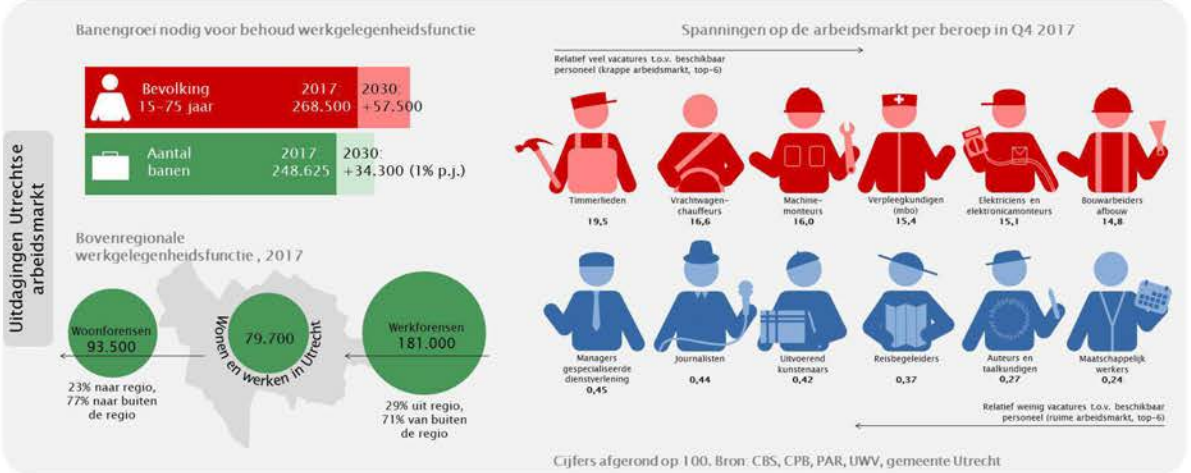 Uitdagingen Utrechtse
arbeidsmarkt
Banengroei nodig voor behoud werkgelegenheidsfunctie
Bevolking
15-75 jaar
2017:
268.500
2030:
+57.500
Aantal
banen
2017:
248.625
2030:
+34.300 (1% p.j.)
Bovenregionale
werkgelegenheidsfunctie , 2017
Woonforensen
93.500
23% naar regio,
77% naar buiten
de regio
79.700
Wonen en werken in Utrecht
Werkforensen
181.000
29% uit regio,
71% van buiten
de regio
Spanningen op de arbeidsmarkt per beroep in Q4 2017
Relatief veel vacatures t.o.v. beschikbaar
personeel (krappe arbeidsmarkt, top-6)
Timmerlieden
19,5
Vrachtwagen-
chauffeurs
16,6
Machine-
monteurs
16,0
Verpleegkundigen
(mbo)
15,4
Elektriciens en
elektronicamonteurs
15,1
Bouwarbeiders
afbouw
14,8
Managers
gespecialiseerde
dienstverlening
0,45
Journalisten
0,44
Uitvoerend
kunstenaars
0,42
Reisbegeleiders
0,37
Auteurs en
taalkundigen
0,27
Maatschappelijk
werkers
0,24
Relatief weinig vacatures t.o.v. beschikbaar
personeel (ruime arbeidsmarkt, top-6)
Cijfers afgerond op 100. Bron: CBS, CPB, PAR, UWV, gemeente Utrecht